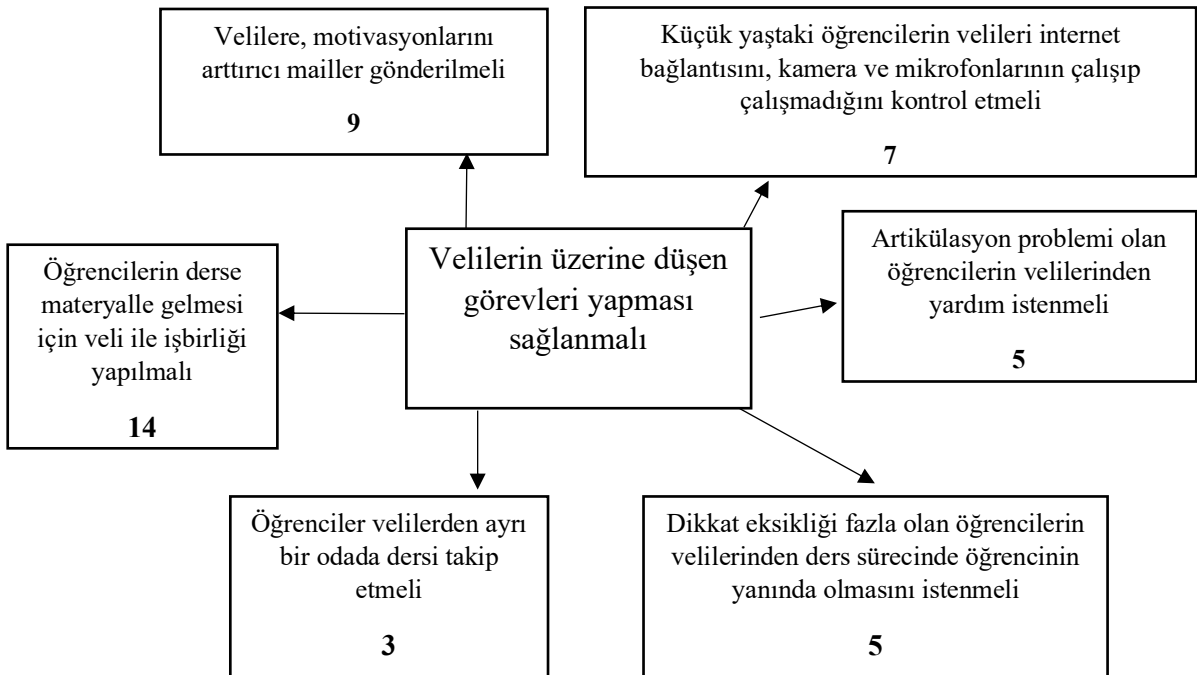 Velilere, motivasyonlarını
arttırıcı mailler gönderilmeli
9
Küçük yaştaki öğrencilerin velileri internet
bağlantısını, kamera ve mikrofonlarının çalışıp
çalışmadığını kontrol etmeli
7
Velilerin üzerine düşen
görevleri yapması
sağlanmalı
Artikülasyon problemi olan
öğrencilerin velilerinden
yardım istenmeli
5
Öğrencilerin derse
materyalle gelmesi
için veli ile işbirliği
yapılmalı
14
Öğrenciler velilerden ayrı
bir odada dersi takip
etmeli
3
Dikkat eksikliği fazla olan öğrencilerin
velilerinden ders sürecinde öğrencinin
yanında olmasını istenmeli
5